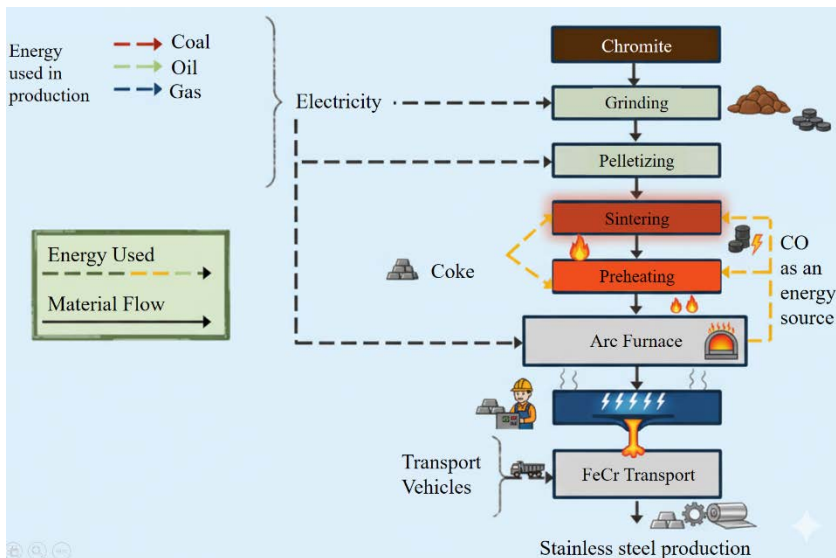 Energy
used in
production
Coal
Oil
Gas
Electricity
Chromite
Grinding
Pelletizing
Sintering
Preheating
Coke
CO
as an
energy
source
Energy Used
Material Flow
Arc Furnace
Transport
Vehicles
FeCr Transport
Stainless steel production